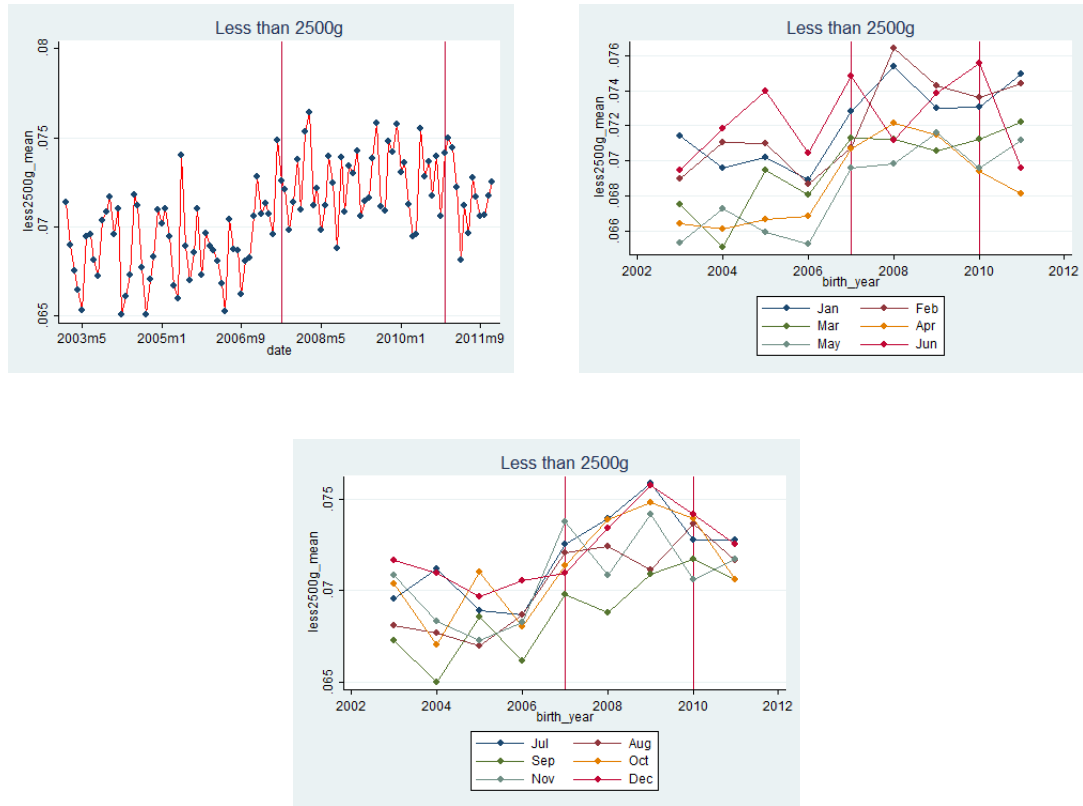 Less than 2500g
less2500g_mean
.08
.075
.07
.065
2003m5 2005m1 2006m9 2008m5 2010m1 2011m9
date
Less than 2500g
less2500g_mean
.076
.074
.072
.07
.068
.066
2002 2004 2006 2008 2010 2012
birth_year
Jan Feb
Mar Apr
May Jun
Less than 2500g
less2500g_mean
.075
.07
.065
2002 2004 2006 2008 2010 2012
birth_year
Jul Aug
Sep Oct
Nov Dec